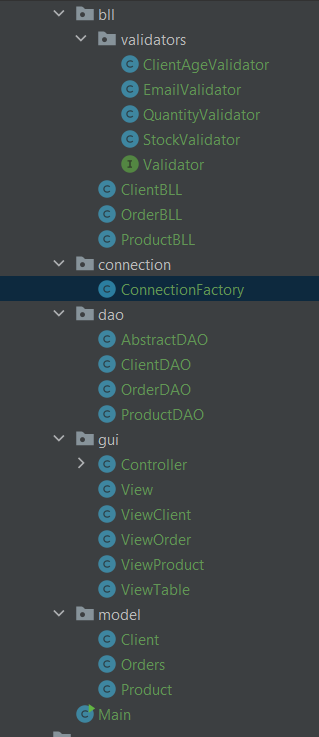 bll
validators
ClientAgeValidator
EmailValidator
QuantityValidator
StockValidator
Validator
ClientBLL
OrderBLL
ProductBLL
connection
ConnectionFactory
dao
AbstractDAO
ClientDAO
OrderDAO
ProductDAO
gui
Controller
View
ViewClient
ViewOrder
ViewProduct
ViewTable
model
Client
Orders
Product
Main